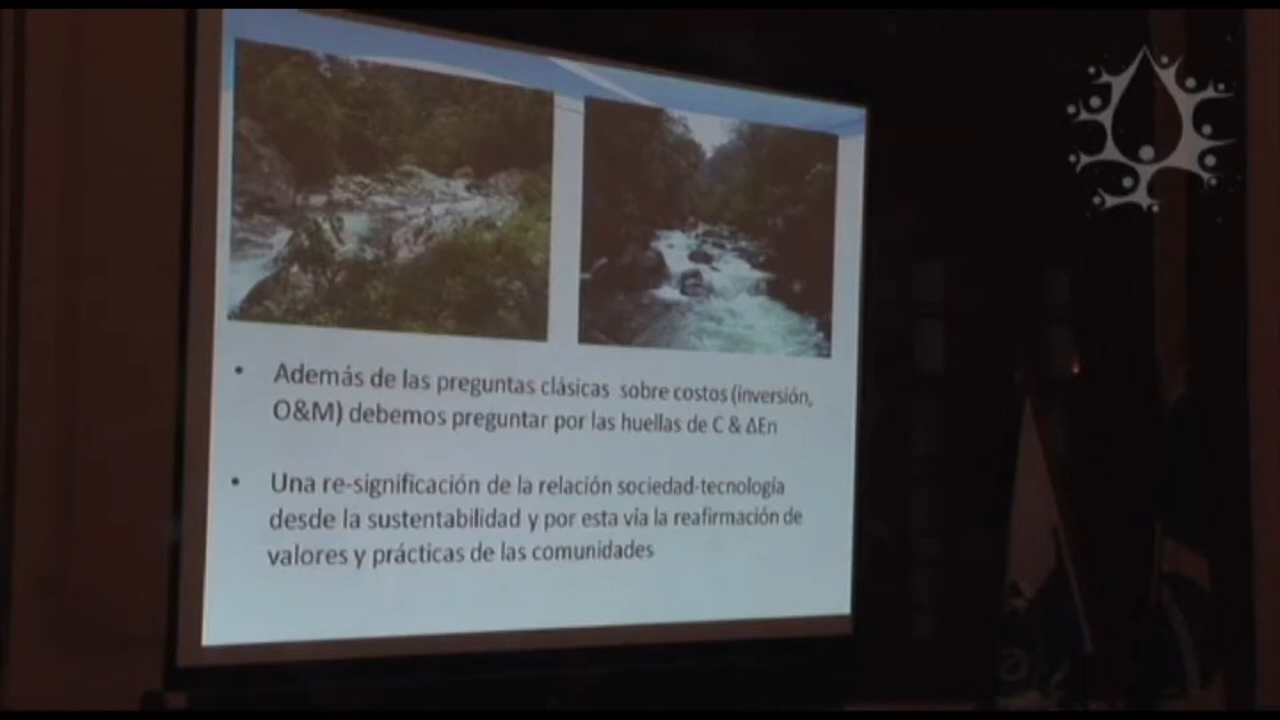 • Además de las preguntas clásicas sobre costos (inversión,
O&M) debemos preguntar por las huellas de C & ΔEn
• Una re-significación de la relación sociedad-tecnología
desde la sustentabilidad y por esta vía la reafirmación de
valores y prácticas de las comunidades